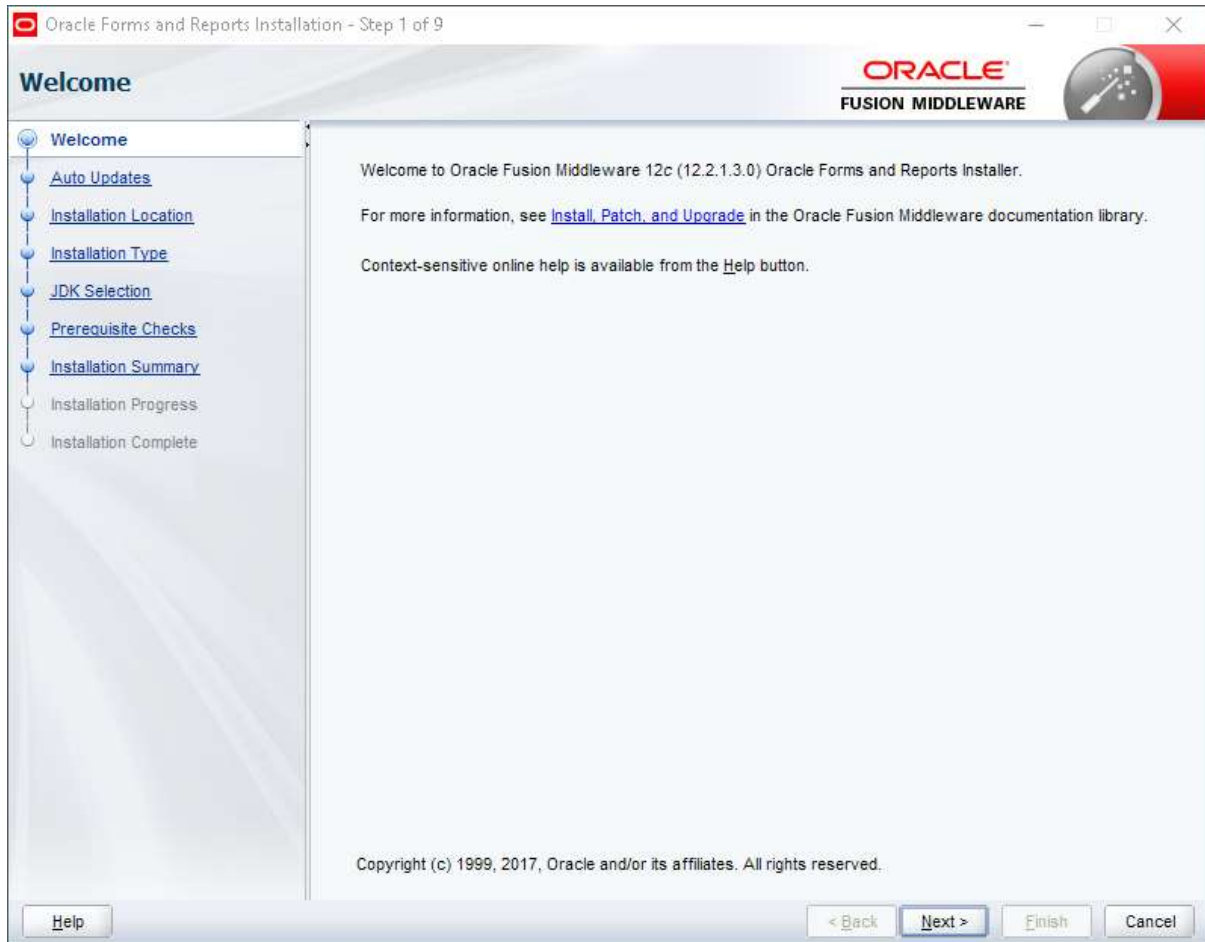 Oracle Forms and Reports Installation - Step 1 of 9
Welcome
ORACLE
FUSION MIDDLEWARE
Welcome
Auto Updates
Installation Location
Installation Type
JDK Selection
Prerequisite Checks
Installation Summary
Installation Progress
Installation Complete
Welcome to Oracle Fusion Middleware 12c (12.2.1.3.0) Oracle Forms and Reports Installer.
For more information, see Install, Patch, and Upgrade in the Oracle Fusion Middleware documentation library.
Context-sensitive online help is available from the Help button.
Copyright (c) 1999, 2017, Oracle and/or its affiliates. All rights reserved.
Help
< Back
Next >
Finish
Cancel